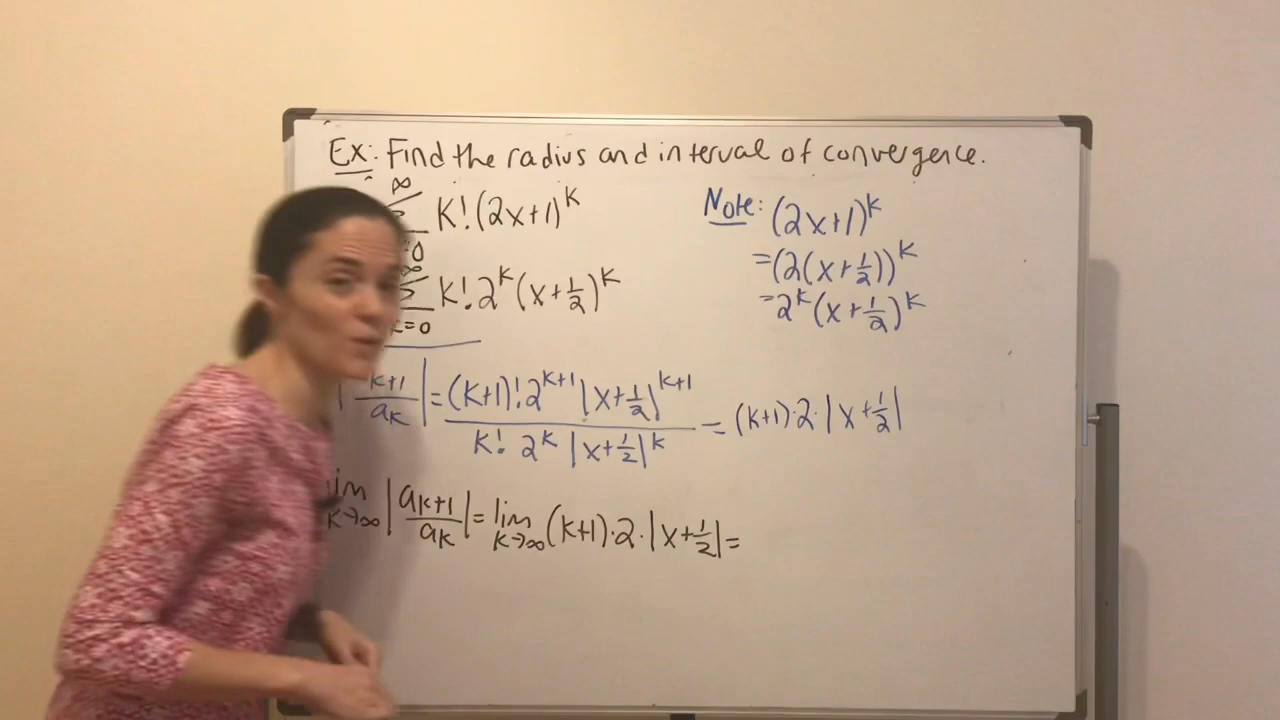 Ex: Find the radius and interval of convergence.
∞
K!(2x+1)^k
=0
∞
K! 2^k (x+1/2)^k
k=0
Note: (2x+1)^k
=(2(x+1/2))^k
=2^k (x+1/2)^k
|k+1/ak| = (k+1)! 2^(k+1) |x+1/2|^(k+1) / k! 2^k |x+1/2|^k = (k+1)·2·|x+1/2|
lim k→∞ |ak+1/ak| = lim k→∞ (k+1)·2·|x+1/2| =